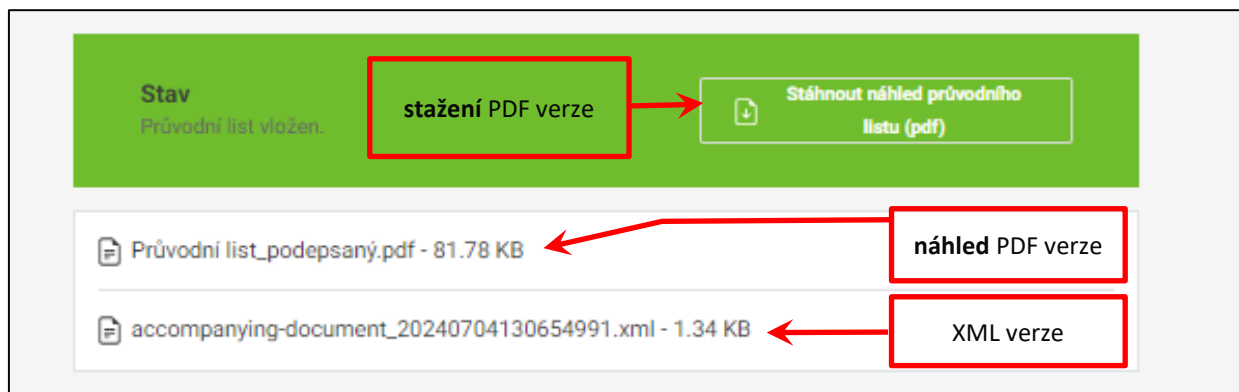 Stav
Průvodní list vložen.
stažení PDF verze
Stáhnout náhled průvodního
listu (pdf)
Průvodní list_podepsaný.pdf - 81.78 KB
náhled PDF verze
accompanying-document_20240704130654991.xml - 1.34 KB
XML verze